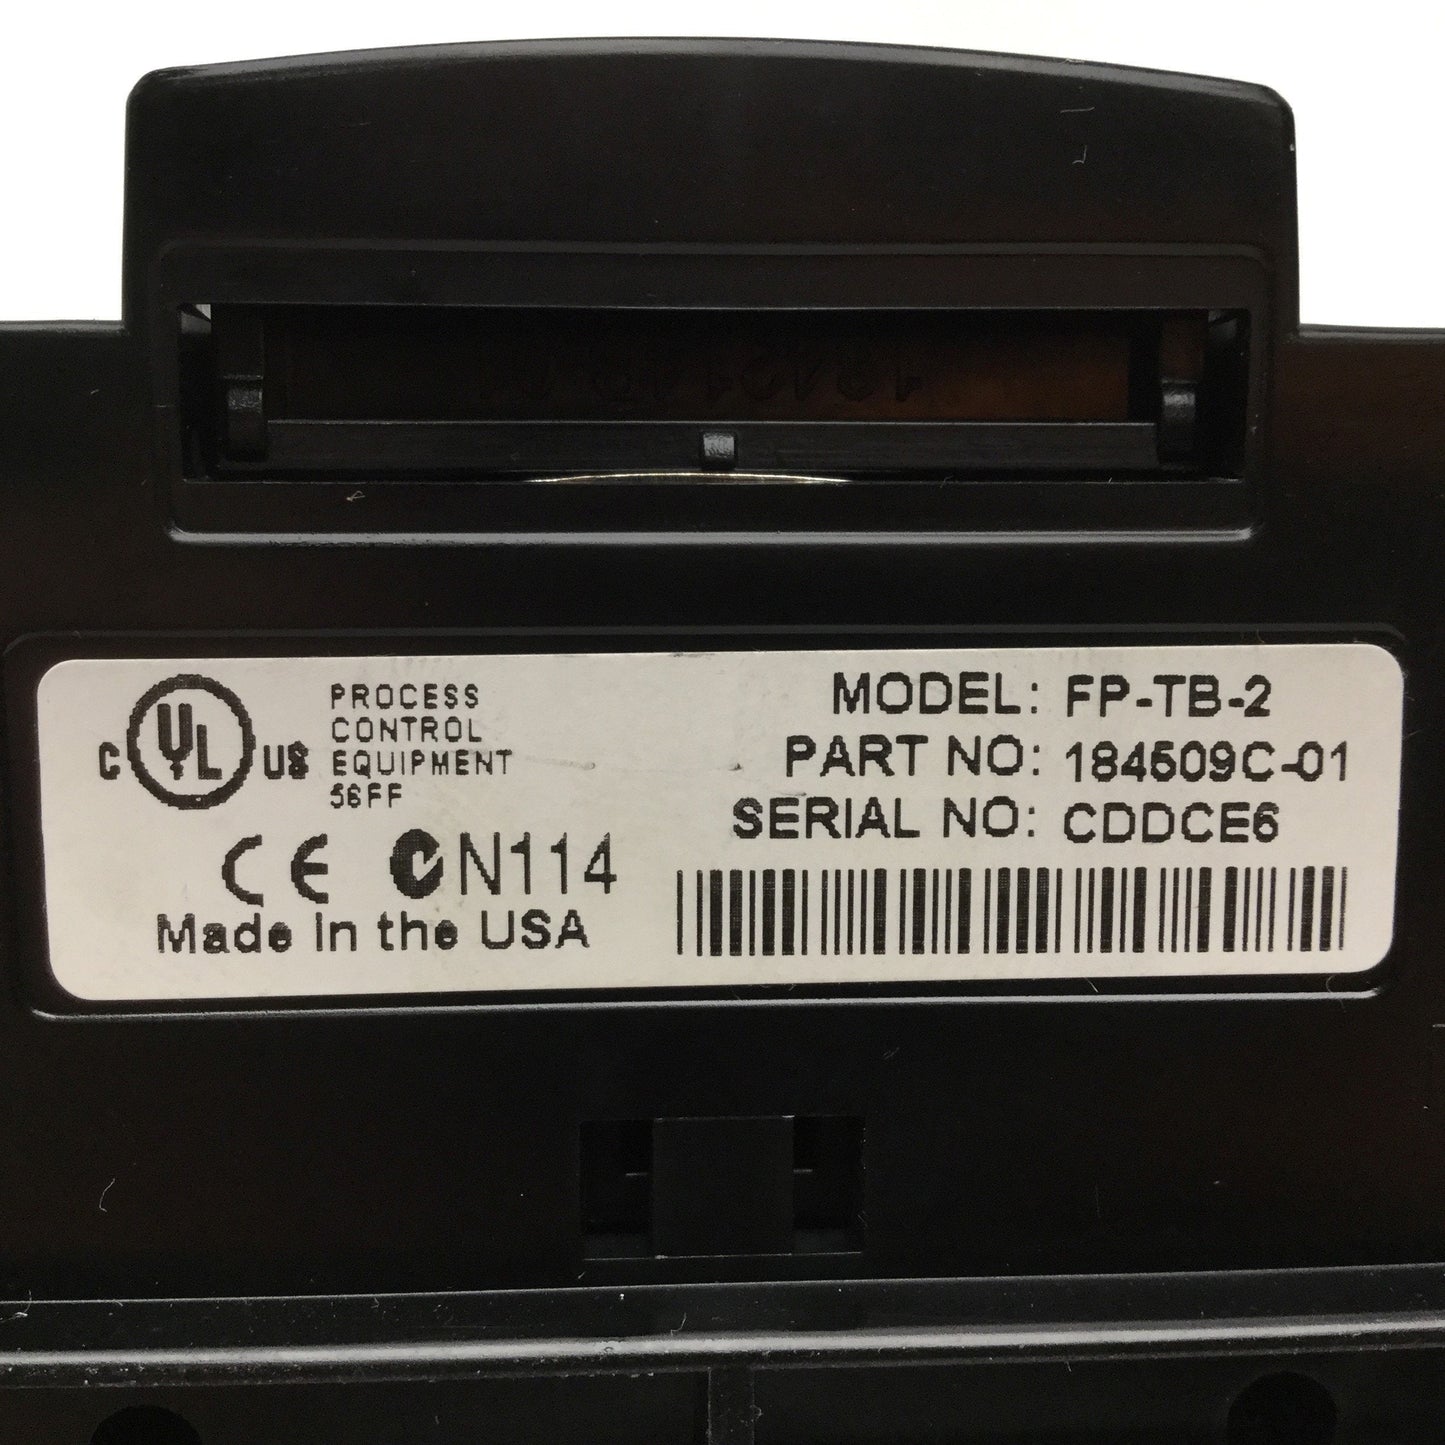 C UL US
PROCESS
CONTROL
EQUIPMENT
56FF
CE N114
Made in the USA
MODEL: FP-TB-2
PART NO: 184509C-01
SERIAL NO: CDDCE6